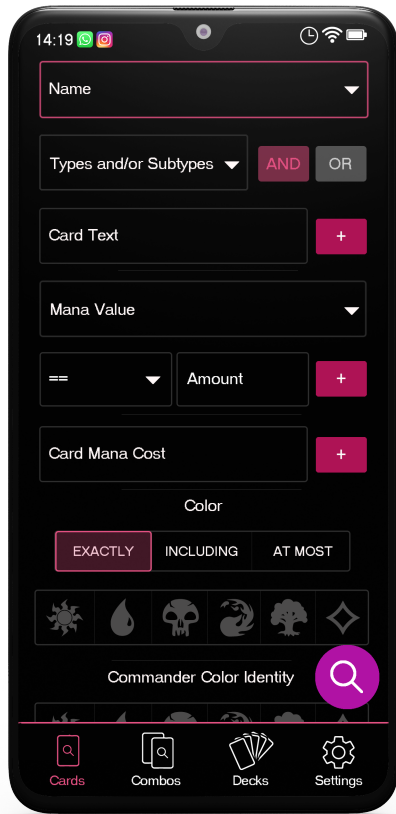 14:19
Name
Types and/or Subtypes AND OR
Card Text +
Mana Value
== Amount +
Card Mana Cost +
Color
EXACTLY INCLUDING AT MOST
Commander Color Identity
Cards Combos Decks Settings